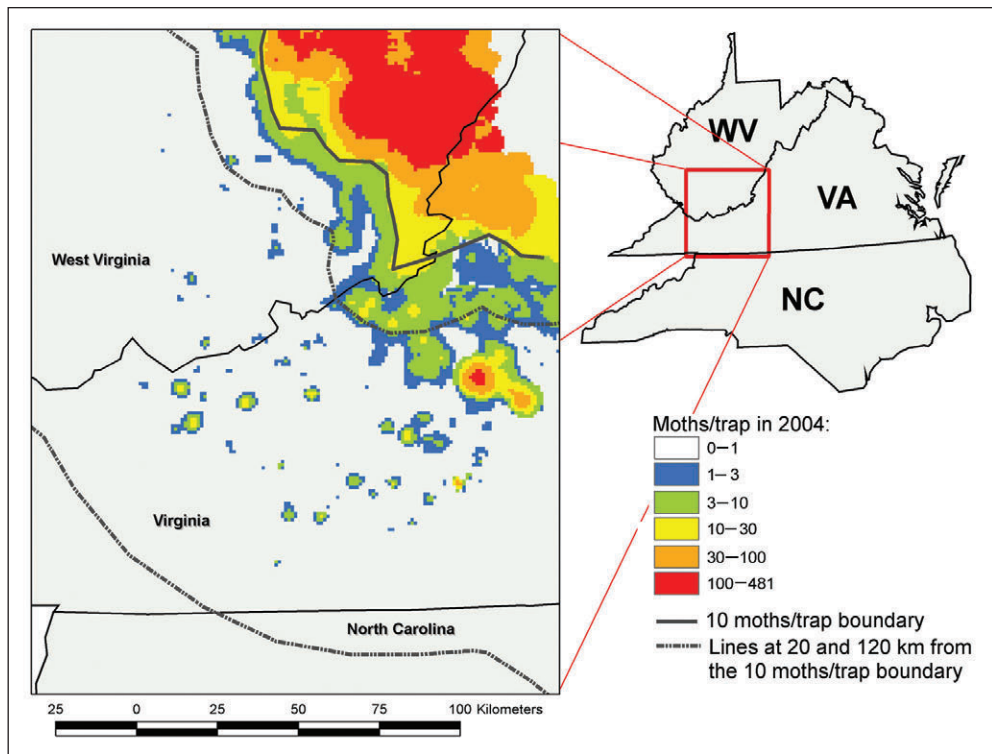 WV
VA
NC
West Virginia
Virginia
North Carolina
Moths/trap in 2004:
0–1
1–3
3–10
10–30
30–100
100–481
10 moths/trap boundary
Lines at 20 and 120 km from
the 10 moths/trap boundary
25 0 25 50 75 100 Kilometers